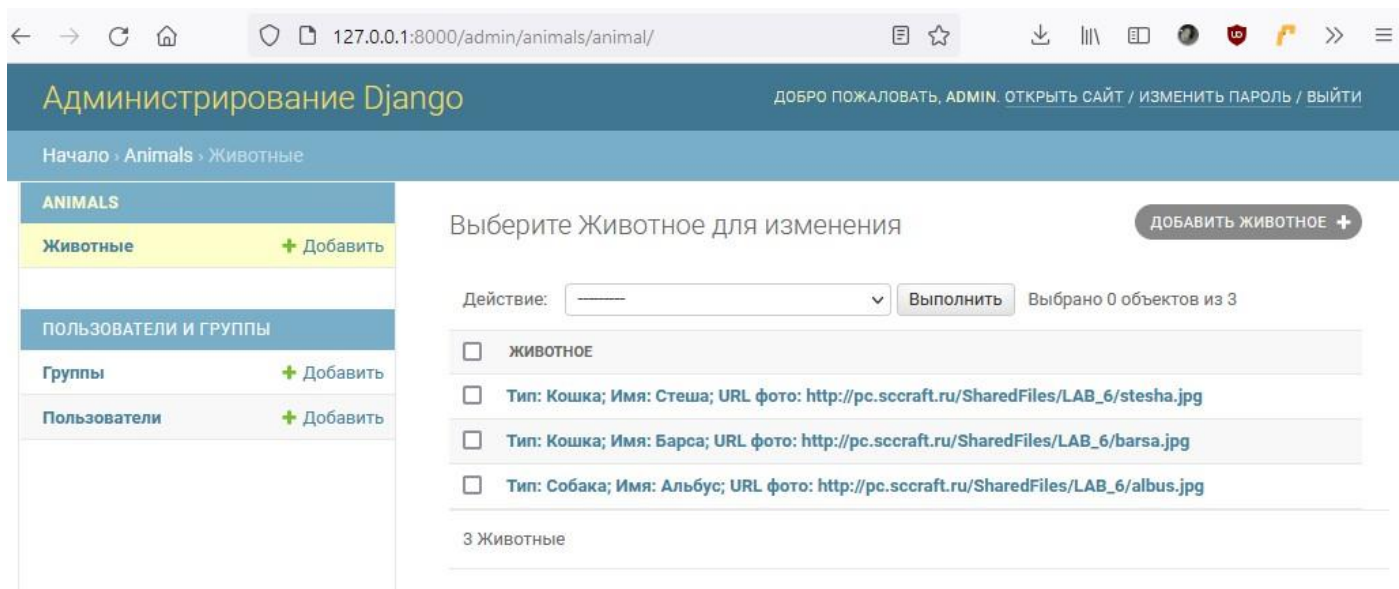 127.0.0.1:8000/admin/animals/animal/
Администрирование Django
ДОБРО ПОЖАЛОВАТЬ, ADMIN. ОТКРЫТЬ САЙТ / ИЗМЕНИТЬ ПАРОЛЬ / ВЫЙТИ
Начало › Animals › Животные
ANIMALS
Животные + Добавить
ПОЛЬЗОВАТЕЛИ И ГРУППЫ
Группы + Добавить
Пользователи + Добавить
Выберите Животное для изменения
ДОБАВИТЬ ЖИВОТНОЕ +
Действие: --------- Выполнить Выбрано 0 объектов из 3
ЖИВОТНОЕ
Тип: Кошка; Имя: Стеша; URL фото: http://pc.sccraft.ru/SharedFiles/LAB_6/stesha.jpg
Тип: Кошка; Имя: Барса; URL фото: http://pc.sccraft.ru/SharedFiles/LAB_6/barsa.jpg
Тип: Собака; Имя: Альбус; URL фото: http://pc.sccraft.ru/SharedFiles/LAB_6/albus.jpg
3 Животные